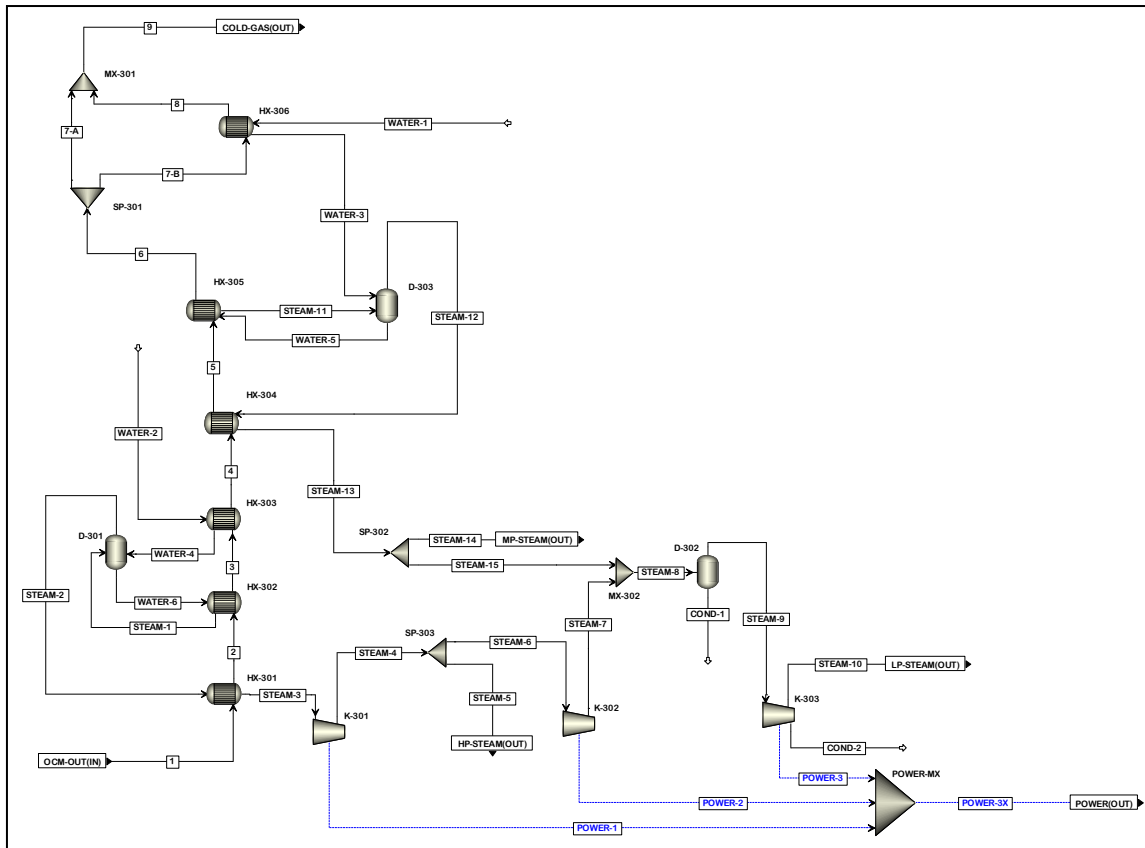 9
COLD-GAS(OUT)
MX-301
8
HX-306
7-A
WATER-1
7-B
SP-301
WATER-3
6
HX-305
D-303
STEAM-11
STEAM-12
WATER-5
5
HX-304
WATER-2
4
STEAM-13
HX-303
SP-302
D-301
STEAM-14
MP-STEAM(OUT)
D-302
WATER-4
STEAM-15
3
STEAM-8
MX-302
STEAM-2
HX-302
WATER-6
COND-1
STEAM-9
STEAM-1
STEAM-7
SP-303
STEAM-6
2
STEAM-4
STEAM-10
LP-STEAM(OUT)
HX-301
STEAM-3
STEAM-5
K-303
K-301
K-302
HP-STEAM(OUT)
COND-2
OCM-OUT(IN)
1
POWER-MX
POWER-3
POWER-2
POWER-3X
POWER(OUT)
POWER-1